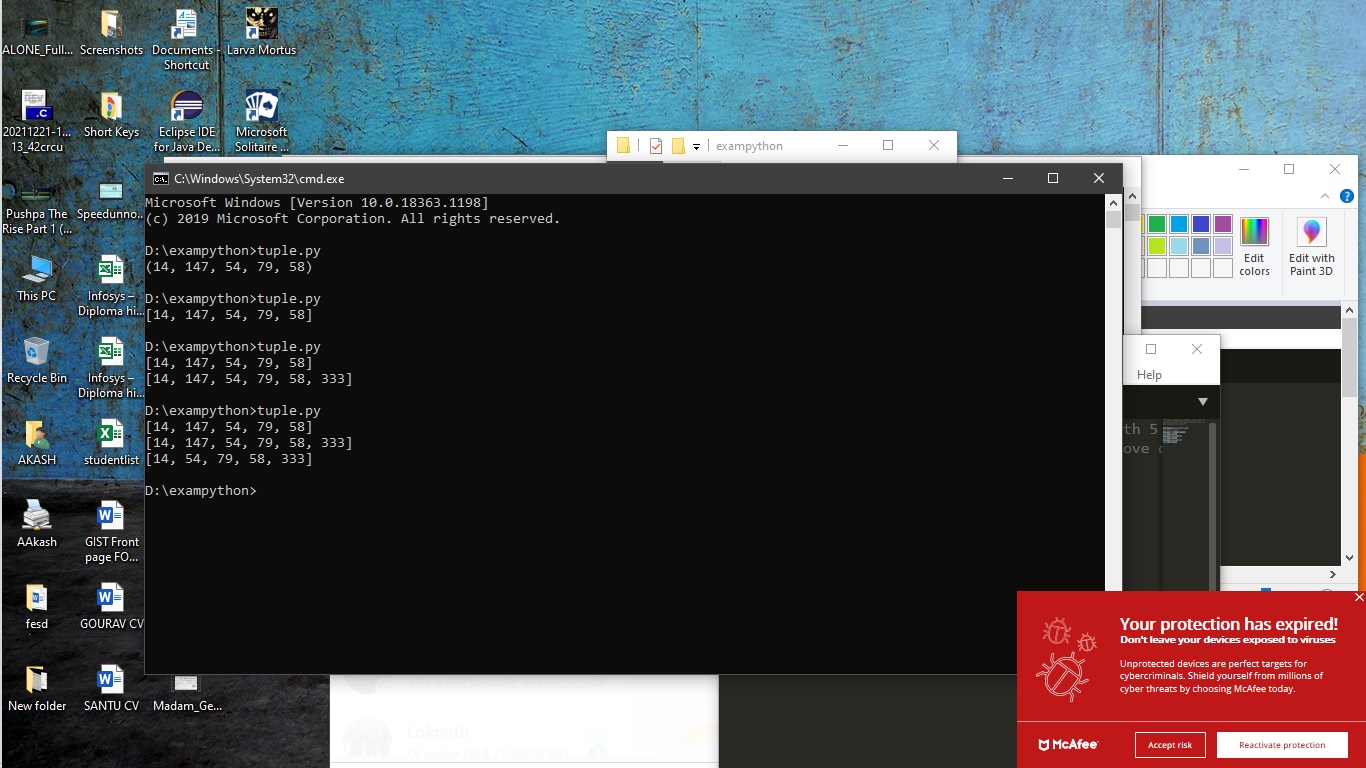 ALONE_Full...
Screenshots
Documents -
Shortcut
Larva Mortus
20211221-1...
13_42crcu
.C
Short Keys
Eclipse IDE
for Java De...
Microsoft
Solitaire ...
Pushpa The
Rise Part 1 (...
Speedunno...
This PC
Infosys –
Diploma hi...
Recycle Bin
Infosys –
Diploma hi...
AKASH
studentlist
AAkash
GIST Front
page FO...
fesd
GOURAV CV
New folder
SANTU CV
Madam_Ge...
exampython
C:\Windows\System32\cmd.exe
Microsoft Windows [Version 10.0.18363.1198]
(c) 2019 Microsoft Corporation. All rights reserved.
D:\exampython>tuple.py
(14, 147, 54, 79, 58)
D:\exampython>tuple.py
[14, 147, 54, 79, 58]
D:\exampython>tuple.py
[14, 147, 54, 79, 58]
[14, 147, 54, 79, 58, 333]
D:\exampython>tuple.py
[14, 147, 54, 79, 58]
[14, 147, 54, 79, 58, 333]
[14, 54, 79, 58, 333]
D:\exampython>
Edit
colors
Edit with
Paint 3D
Help
th 5
ove
Loknath
Your protection has expired!
Don't leave your devices exposed to viruses
Unprotected devices are perfect targets for
cybercriminals. Shield yourself from millions of
cyber threats by choosing McAfee today.
McAfee
Accept risk
Reactivate protection